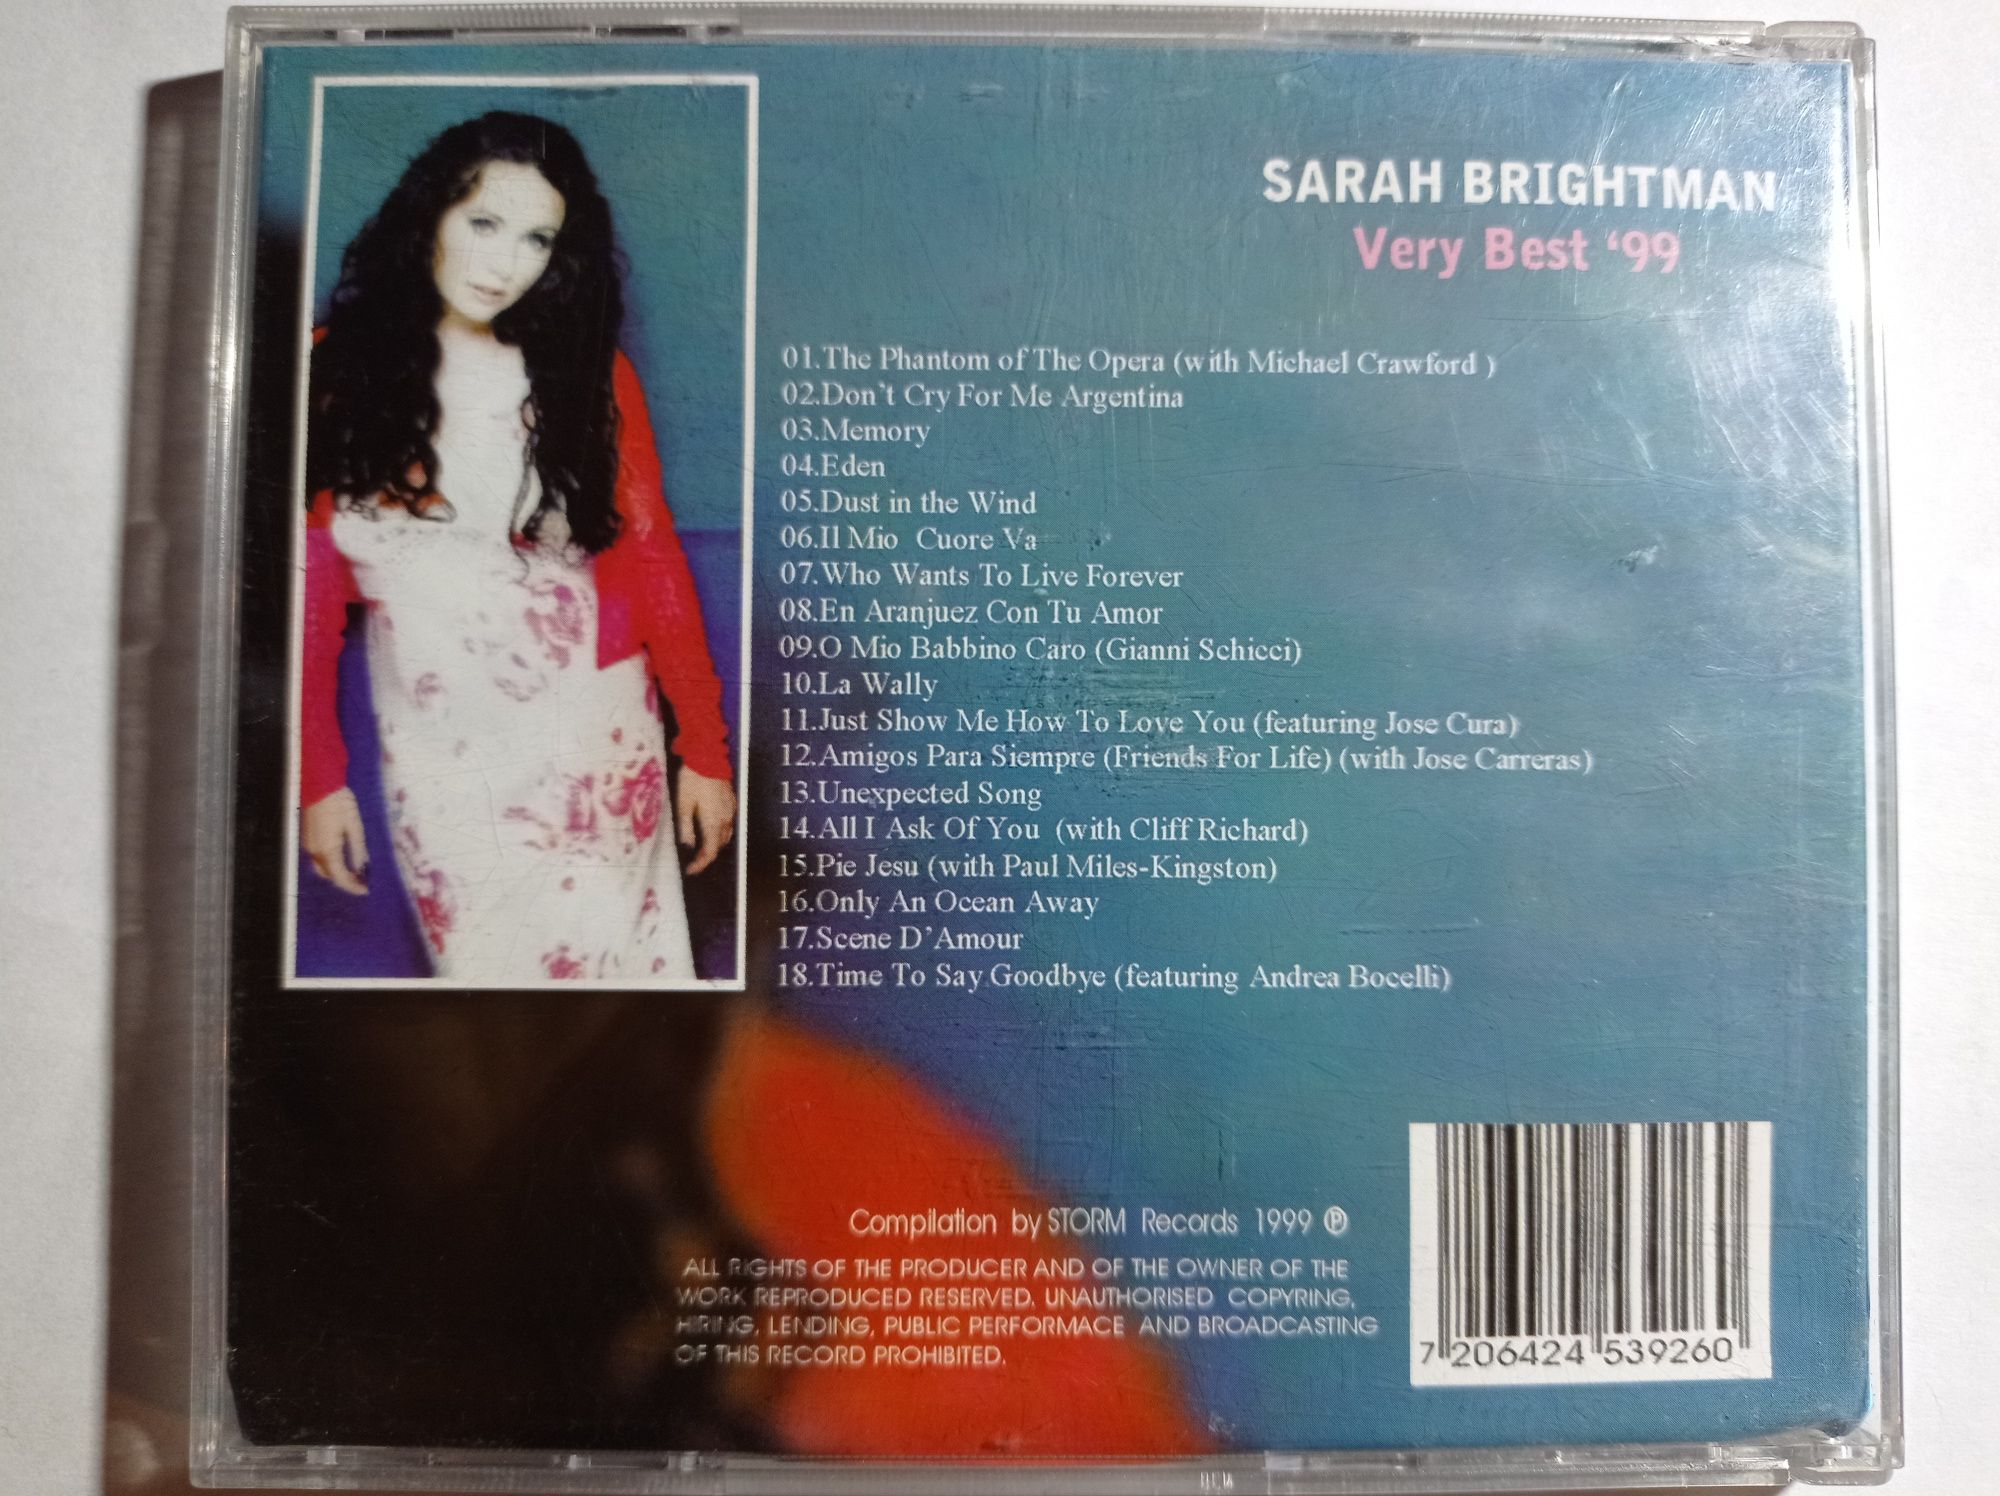 SARAH BRIGHTMAN
Very Best '99
01.The Phantom of The Opera (with Michael Crawford )
02.Don't Cry For Me Argentina
03.Memory
04.Eden
05.Dust in the Wind
06.Il Mio Cuore Va
07.Who Wants To Live Forever
08.En Aranjuez Con Tu Amor
09.O Mio Babbino Caro (Gianni Schicci)
10.La Wally
11.Just Show Me How To Love You (featuring Jose Cura)
12.Amigos Para Siempre (Friends For Life) (with Jose Carreras)
13.Unexpected Song
14.All I Ask Of You (with Cliff Richard)
15.Pie Jesu (with Paul Miles-Kingston)
16.Only An Ocean Away
17.Scene D'Amour
18.Time To Say Goodbye (featuring Andrea Bocelli)
Compilation by STORM Records 1999 ℗
ALL RIGHTS OF THE PRODUCER AND OF THE OWNER OF THE
WORK REPRODUCED RESERVED. UNAUTHORISED COPYRING,
HIRING, LENDING, PUBLIC PERFORMACE AND BROADCASTING
OF THIS RECORD PROHIBITED.
7 206424 539260